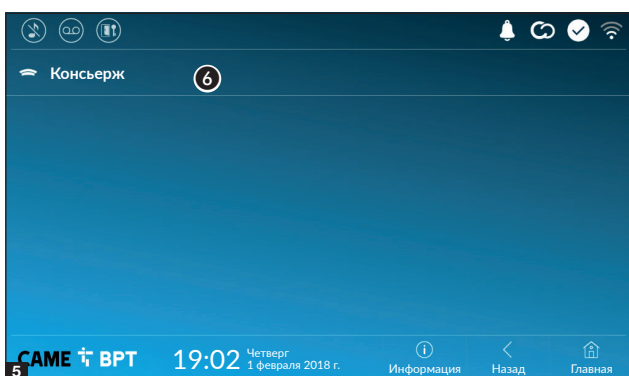 Консьерж 6
CAME BPT 19:02 Четверг
1 февраля 2018 г.
Информация Назад Главная
5